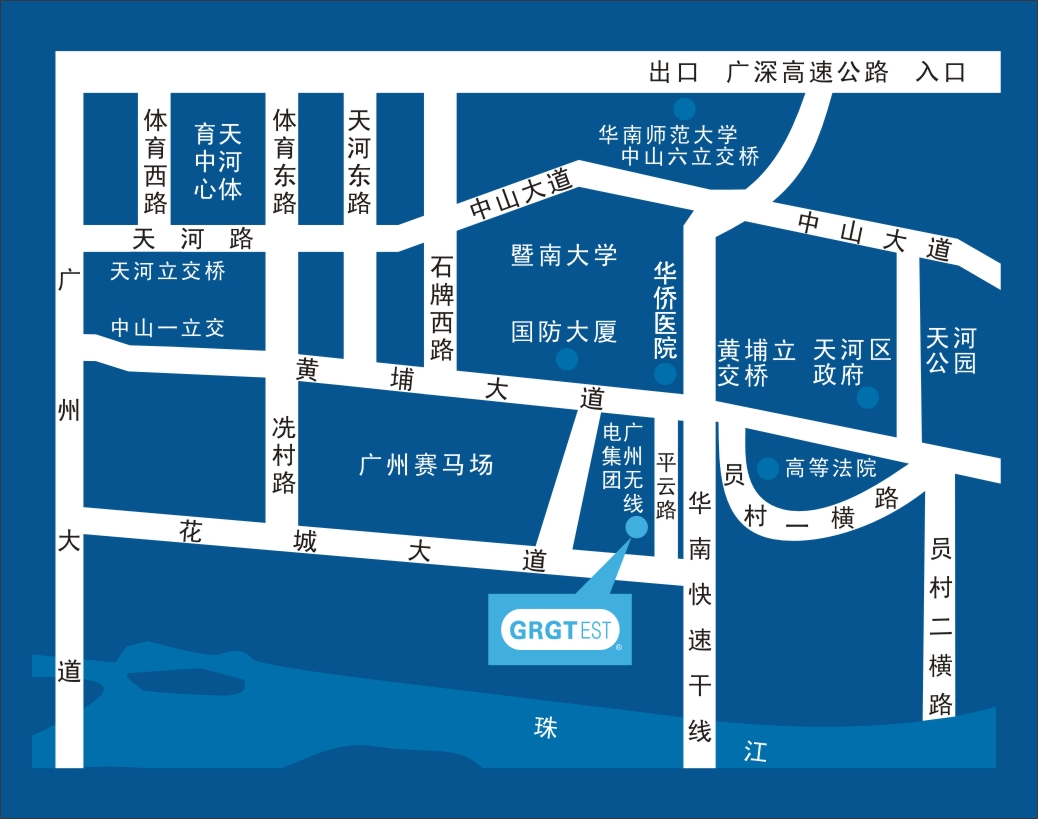 出口 广深高速公路 入口
体育西路
天河体
育中心
体育东路
天河东路
华南师范大学
中山六立交桥
中山大道
中山大道
天河路
天河立交桥
中山一立交
广州大道
石牌西路
暨南大学
国防大厦
华侨医院
黄埔立
交桥
天河区
政府
天河
公园
黄埔大道
冼村路
广州赛马场
广州无线
电集团
平云路
华南快速干线
高等法院
员村一横路
员村二横路
花城大道
GRGTEST®
珠江